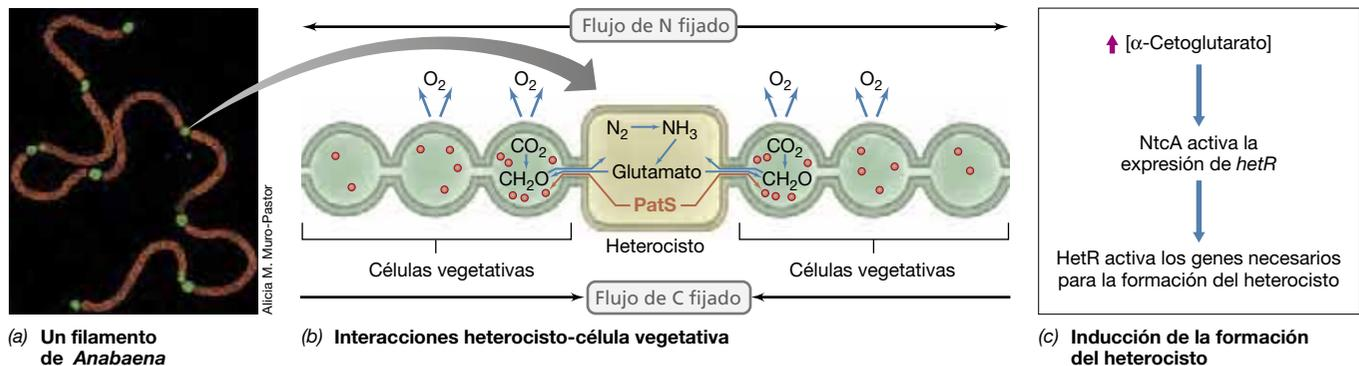 Alicia M. Muro-Pastor
(a) Un filamento
de Anabaena
Flujo de N fijado
O2
O2
O2
O2
N2
NH3
CO2
CH2O
Glutamato
CO2
CH2O
PatS
Heterocisto
Células vegetativas
Células vegetativas
Flujo de C fijado
(b) Interacciones heterocisto-célula vegetativa
[α-Cetoglutarato]
NtcA activa la
expresión de hetR
HetR activa los genes necesarios
para la formación del heterocisto
(c) Inducción de la formación
del heterocisto